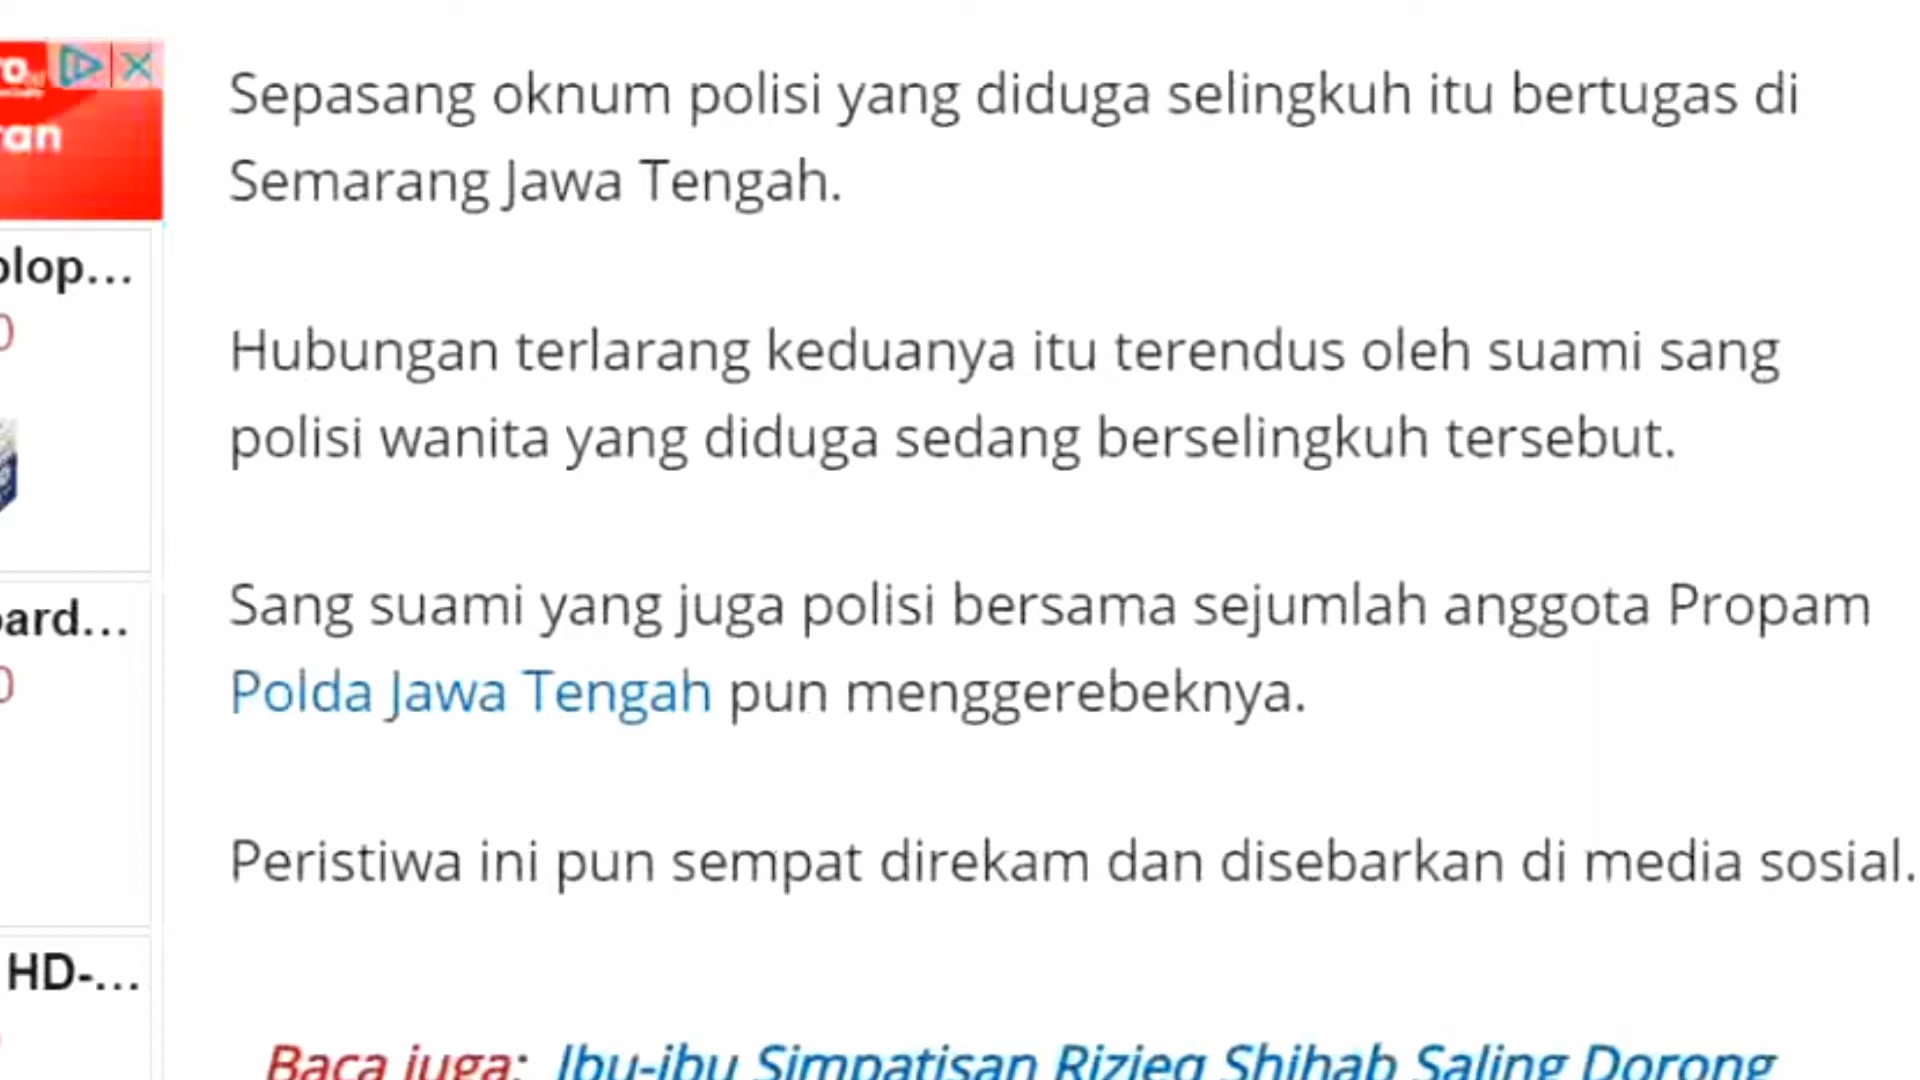 Sepasang oknum polisi yang diduga selingkuh itu bertugas di
Semarang Jawa Tengah.
Hubungan terlarang keduanya itu terendus oleh suami sang
polisi wanita yang diduga sedang berselingkuh tersebut.
Sang suami yang juga polisi bersama sejumlah anggota Propam
Polda Jawa Tengah pun menggerebeknya.
Peristiwa ini pun sempat direkam dan disebarkan di media sosial.
Baca juga: Ibu-ibu Simpatisan Rizieq Shihab Saling Dorong
HD-...